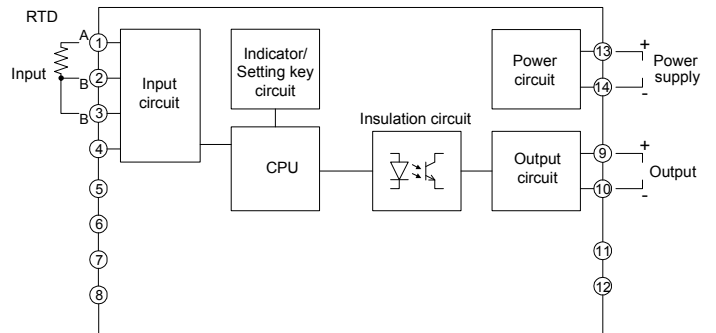 RTD
A
1
Input
B
2
B
3
4
5
6
7
8
Input
circuit
Indicator/
Setting key
circuit
CPU
Insulation circuit
Power
circuit
Output
circuit
13
+
Power
supply
14
-
9
+
Output
10
-
11
12